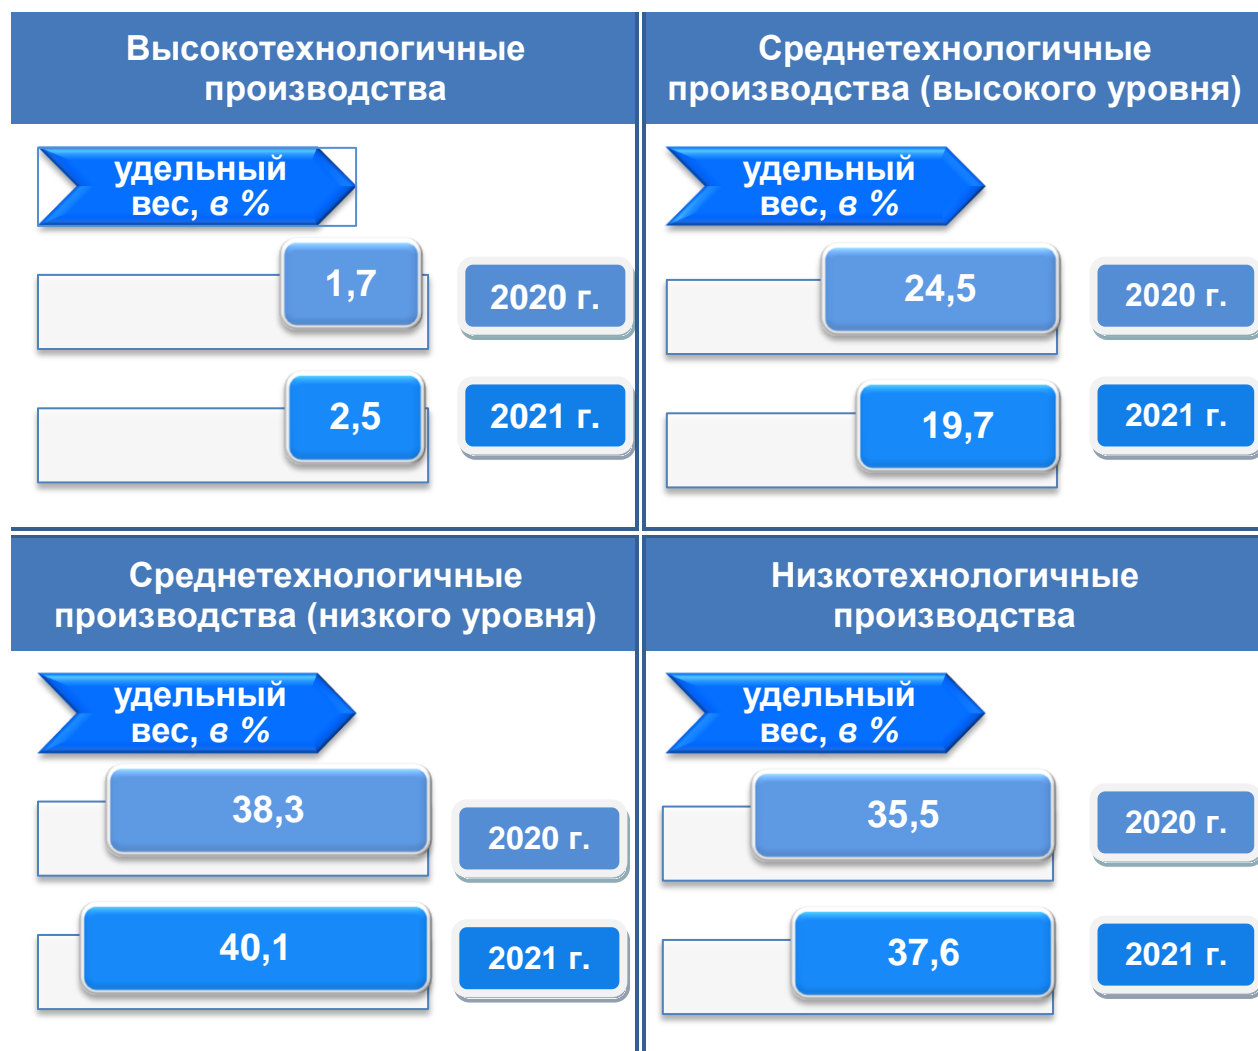 Высокотехнологичные
производства
удельный
вес, в %
1,7
2020 г.
2,5
2021 г.
Среднетехнологичные
производства (высокого уровня)
удельный
вес, в %
24,5
2020 г.
19,7
2021 г.
Среднетехнологичные
производства (низкого уровня)
удельный
вес, в %
38,3
2020 г.
40,1
2021 г.
Низкотехнологичные
производства
удельный
вес, в %
35,5
2020 г.
37,6
2021 г.